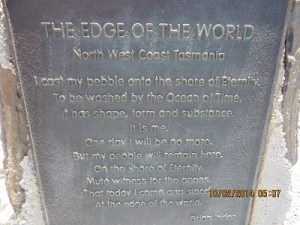 THE EDGE OF THE WORLD
North West Coast Tasmania
I cast my pebble onto the shore of Eternity.
To be washed by the Ocean of Time.
It has shape, form and substance.
It is me.
One day I will be no more.
But my pebble will remain here.
On the shore of Eternity.
Mute witness for the aeons.
That today I came and stood
at the edge of the world.
Brian Inder
10/02/2014 05:07